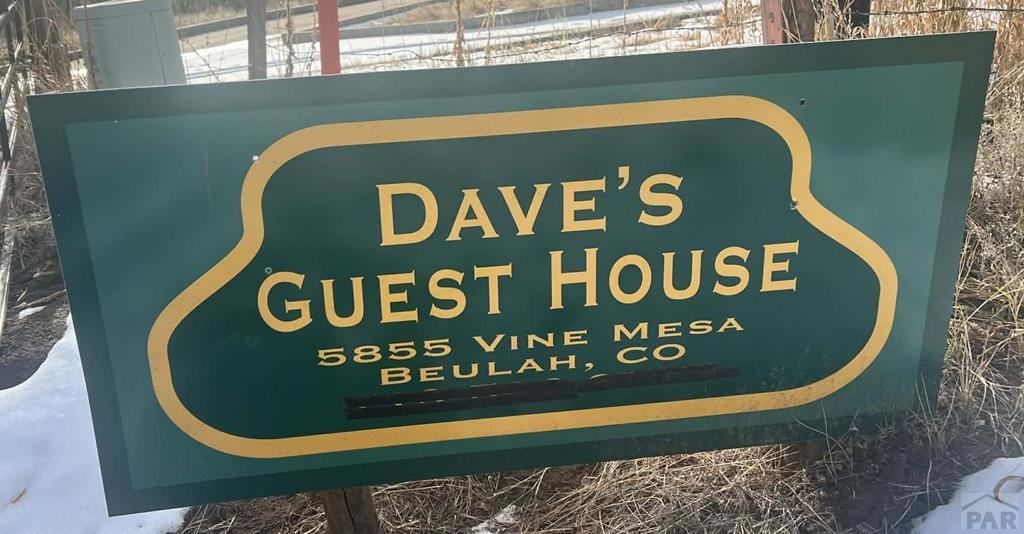 DAVE'S
GUEST HOUSE
5855 VINE MESA
BEULAH, CO
PAR